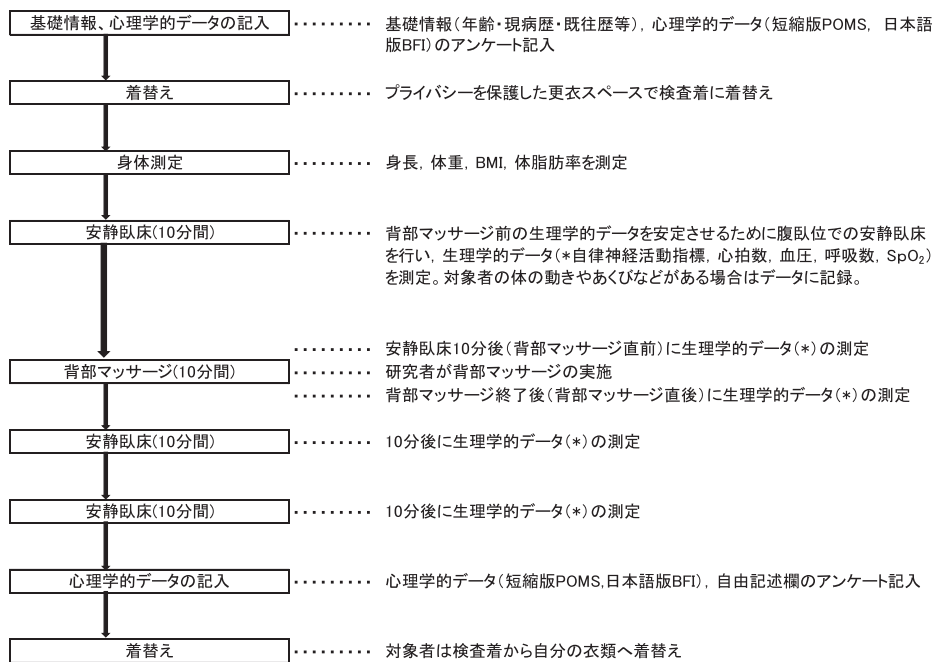 基礎情報、心理学的データの記入 ········· 基礎情報(年齢・現病歴・既往歴等), 心理学的データ(短縮版POMS, 日本語
版BFI)のアンケート記入
着替え ········· プライバシーを保護した更衣スペースで検査着に着替え
身体測定 ········· 身長, 体重, BMI, 体脂肪率を測定
安静臥床(10分間) ········· 背部マッサージ前の生理学的データを安定させるために腹臥位での安静臥床
を行い, 生理学的データ(*自律神経活動指標, 心拍数, 血圧, 呼吸数, SpO₂)
を測定。対象者の体の動きやあくびなどがある場合はデータに記録。
········· 安静臥床10分後(背部マッサージ直前)に生理学的データ(*)の測定
背部マッサージ(10分間) ········· 研究者が背部マッサージの実施
········· 背部マッサージ終了後(背部マッサージ直後)に生理学的データ(*)の測定
安静臥床(10分間) ········· 10分後に生理学的データ(*)の測定
安静臥床(10分間) ········· 10分後に生理学的データ(*)の測定
心理学的データの記入 ········· 心理学的データ(短縮版POMS,日本語版BFI), 自由記述欄のアンケート記入
着替え ········· 対象者は検査着から自分の衣類へ着替え